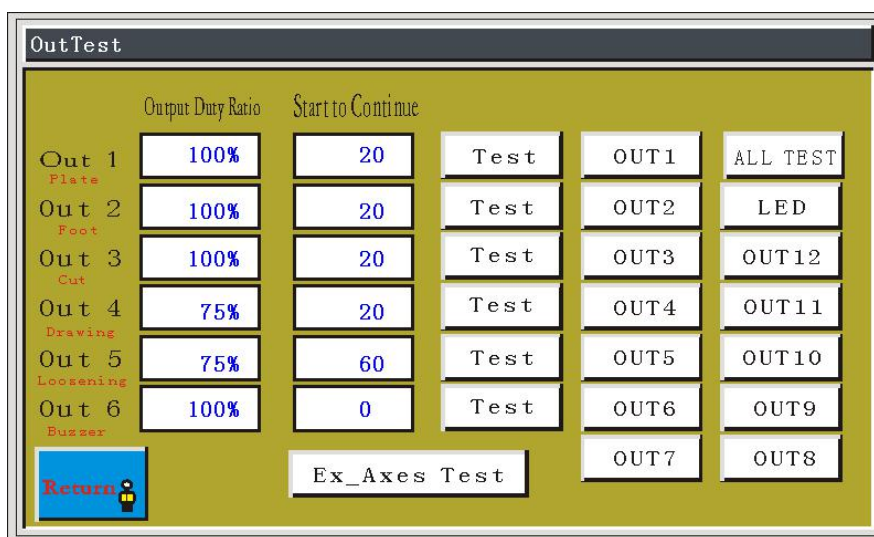 OutTest
Output Duty Ratio Start to Continue
Out 1 100% 20 Test OUT1 ALL TEST
Plate
Out 2 100% 20 Test OUT2 LED
Foot
Out 3 100% 20 Test OUT3 OUT12
Cut
Out 4 75% 20 Test OUT4 OUT11
Drawing
Out 5 75% 60 Test OUT5 OUT10
Loosening
Out 6 100% 0 Test OUT6 OUT9
Buzzer
Return Ex_Axes Test OUT7 OUT8